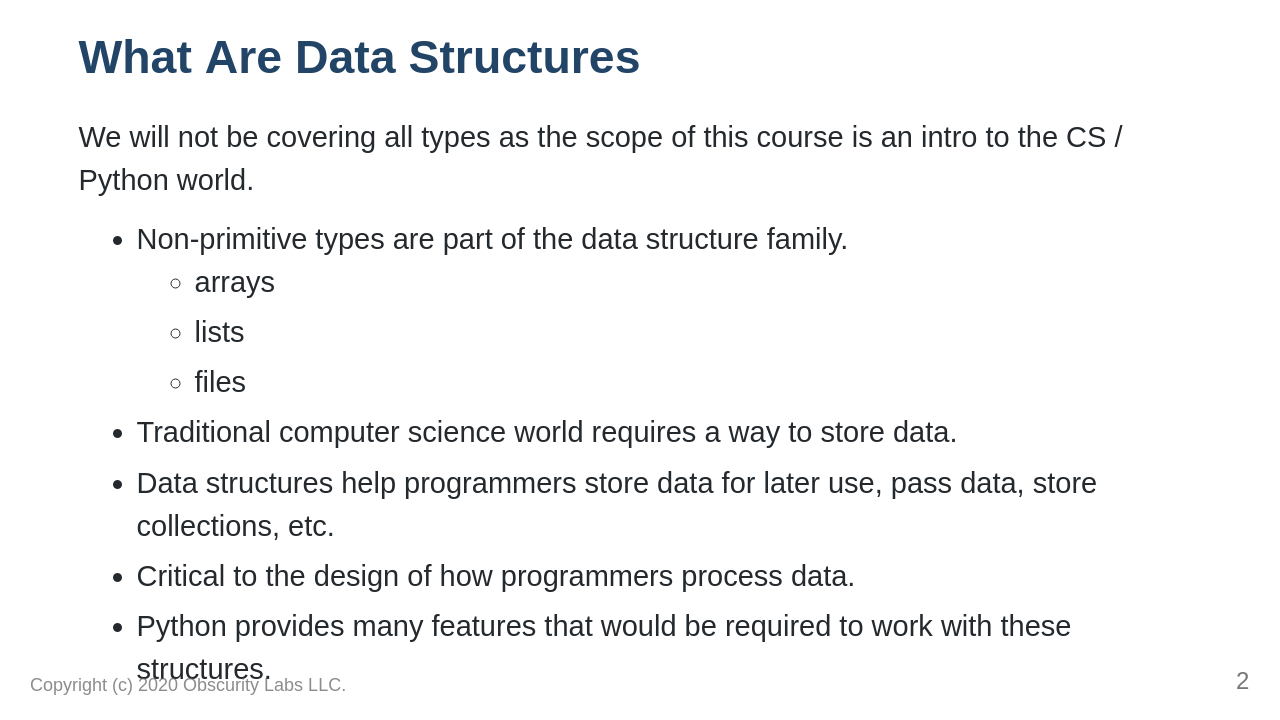 What Are Data Structures
We will not be covering all types as the scope of this course is an intro to the CS /
Python world.
• Non-primitive types are part of the data structure family.
○ arrays
○ lists
○ files
• Traditional computer science world requires a way to store data.
• Data structures help programmers store data for later use, pass data, store
collections, etc.
• Critical to the design of how programmers process data.
• Python provides many features that would be required to work with these
structures.
Copyright (c) 2020 Obscurity Labs LLC.
2